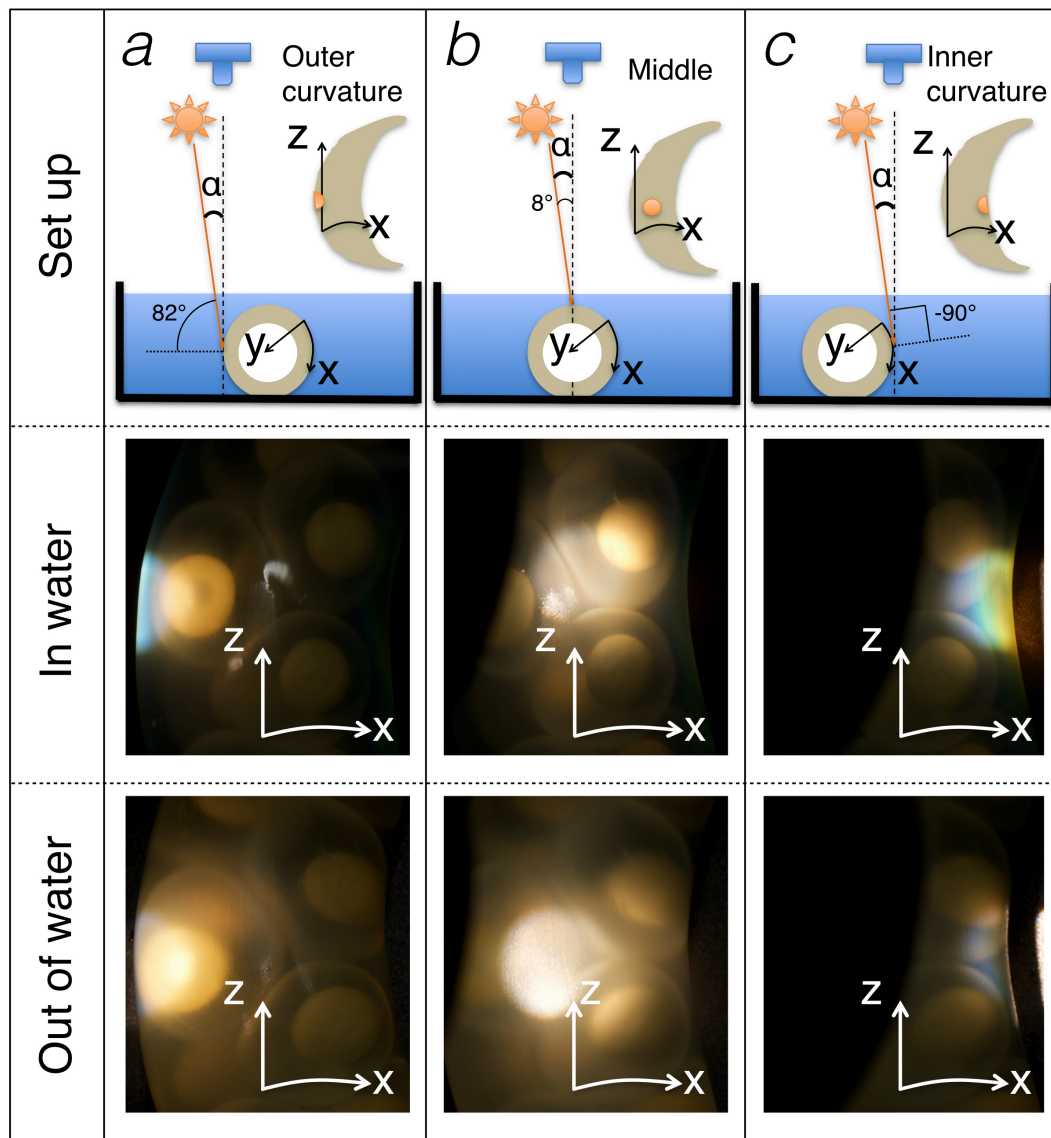 a
Outer
curvature
z
α
x
82°
y
x
b
Middle
α
z
8°
x
y
x
c
Inner
curvature
z
α
x
-90°
y
x
Set up
In water
z
x
z
x
z
x
Out of water
z
x
z
x
z
x